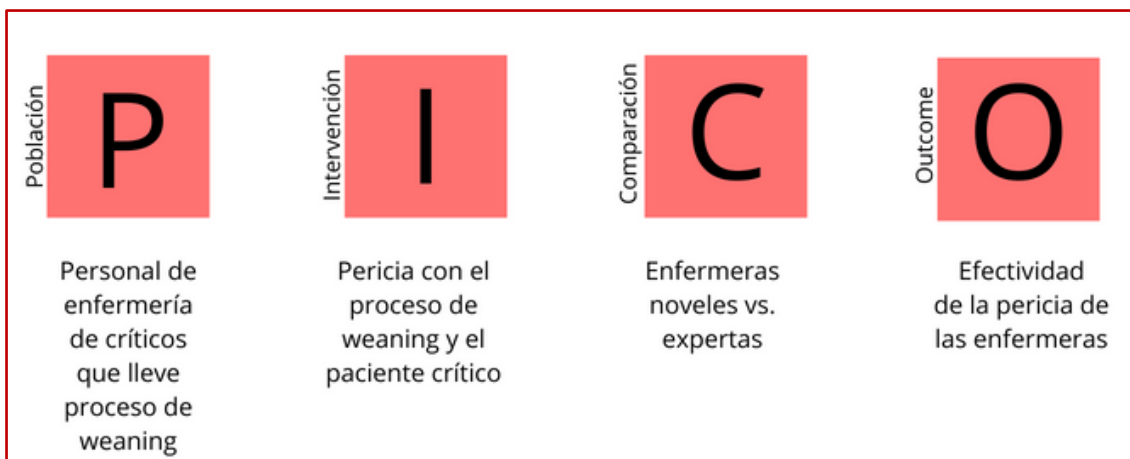 Población
P
Personal de
enfermería
de críticos
que lleve
proceso de
weaning
Intervención
I
Pericia con el
proceso de
weaning y el
paciente crítico
Comparación
C
Enfermeras
noveles vs.
expertas
Outcome
O
Efectividad
de la pericia de
las enfermeras